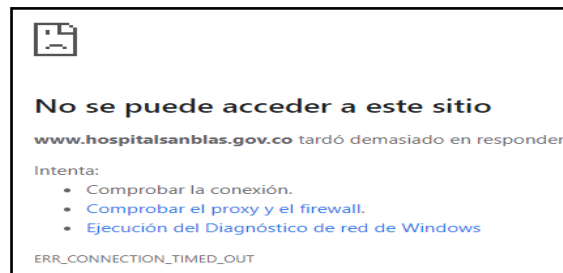 No se puede acceder a este sitio
www.hospitalsanblas.gov.co tardó demasiado en responder
Intenta:
• Comprobar la conexión.
• Comprobar el proxy y el firewall.
• Ejecución del Diagnóstico de red de Windows
ERR_CONNECTION_TIMED_OUT